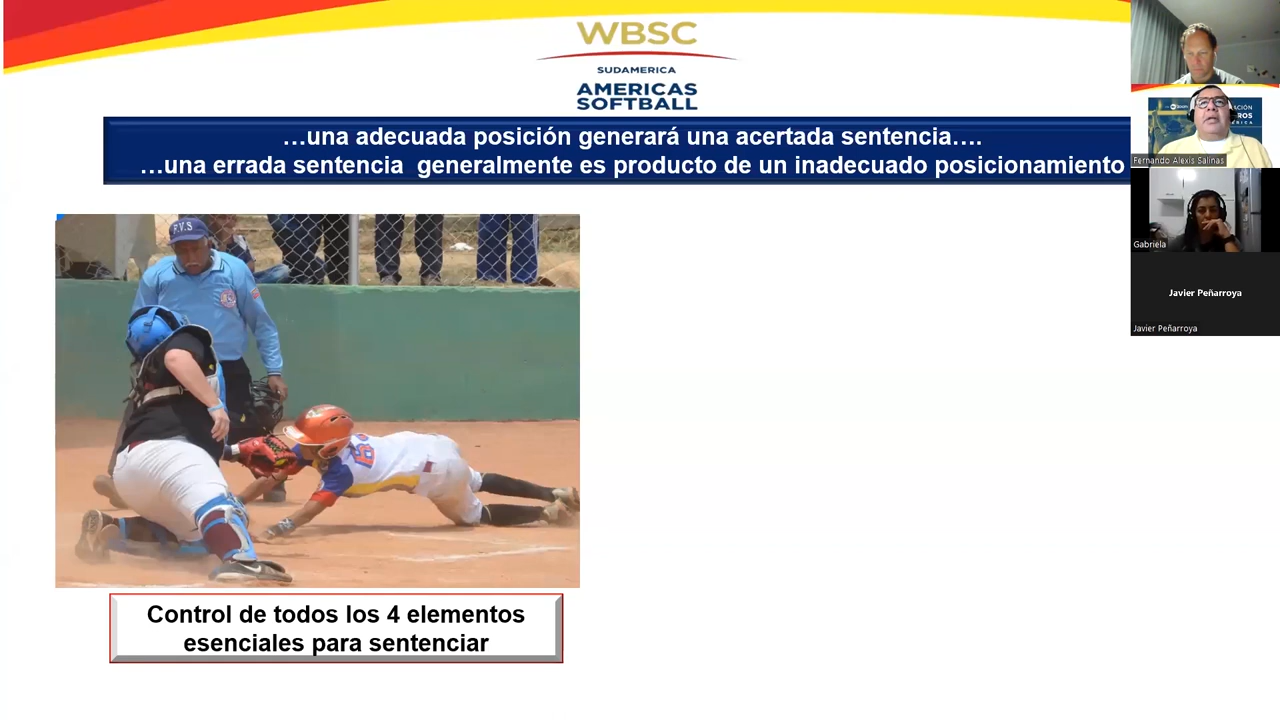 WBSC
SUDAMERICA
AMERICAS
SOFTBALL
…una adecuada posición generará una acertada sentencia….
…una errada sentencia  generalmente es producto de un inadecuado posicionamiento
Fernando Alexis Salinas
Gabriela
Javier Peñarroya
Javier Peñarroya
F.V.S
Control de todos los 4 elementos
esenciales para sentenciar